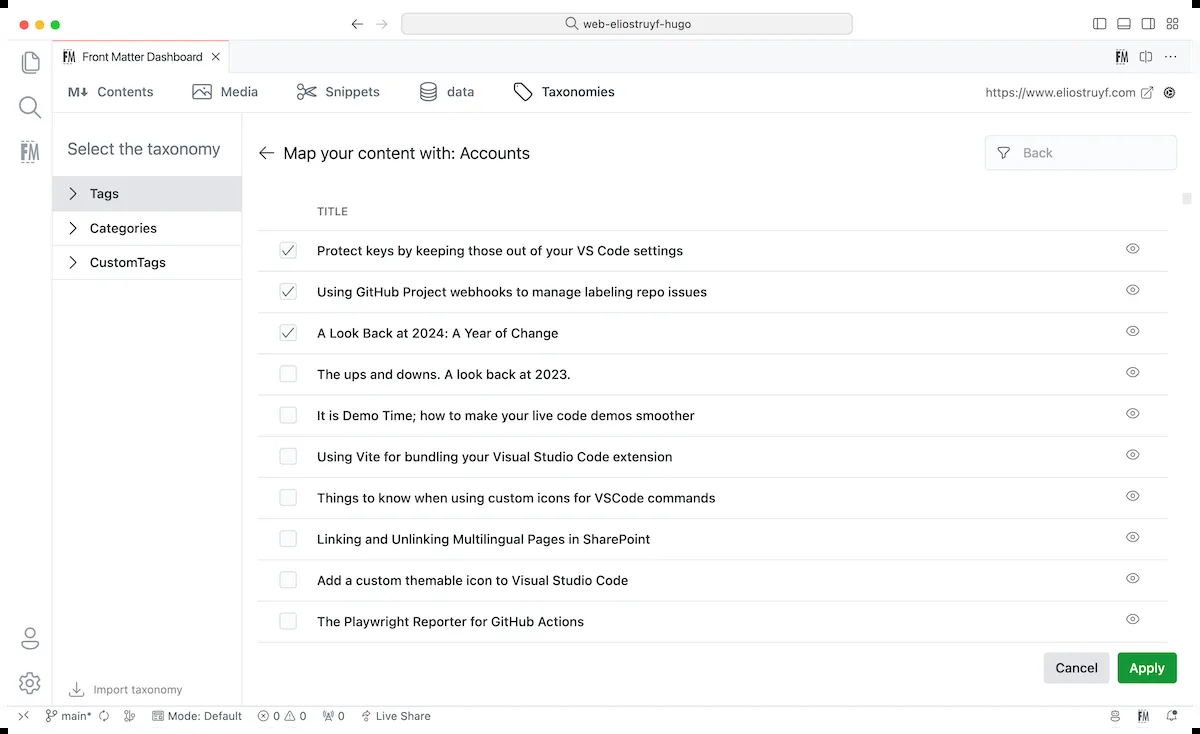 web-eliostruyf-hugo
FM Front Matter Dashboard
FM
M↓ Contents Media Snippets data Taxonomies https://www.eliostruyf.com
FM
Select the taxonomy
Tags
Categories
CustomTags
Import taxonomy
Map your content with: Accounts
Back
TITLE
Protect keys by keeping those out of your VS Code settings
Using GitHub Project webhooks to manage labeling repo issues
A Look Back at 2024: A Year of Change
The ups and downs. A look back at 2023.
It is Demo Time; how to make your live code demos smoother
Using Vite for bundling your Visual Studio Code extension
Things to know when using custom icons for VSCode commands
Linking and Unlinking Multilingual Pages in SharePoint
Add a custom themable icon to Visual Studio Code
The Playwright Reporter for GitHub Actions
Cancel Apply
main* Mode: Default 0 0 0 Live Share FM